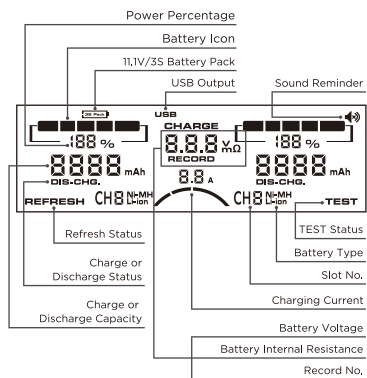 Power Percentage
Battery Icon
11.1V/3S Battery Pack
USB Output
Sound Reminder
3S Pack
USB
CHARGE
188 %
8.8.8 V mΩ
188 %
RECORD
8888 mAh
8.8 A
8888 mAh
DIS-CHG.
DIS-CHG.
REFRESH
CH8 Ni-MH Li-ion
CH8 Ni-MH Li-ion
TEST
Refresh Status
TEST Status
Battery Type
Charge or
Discharge Status
Slot No.
Charging Current
Charge or
Discharge Capacity
Battery Voltage
Battery Internal Resistance
Record No.